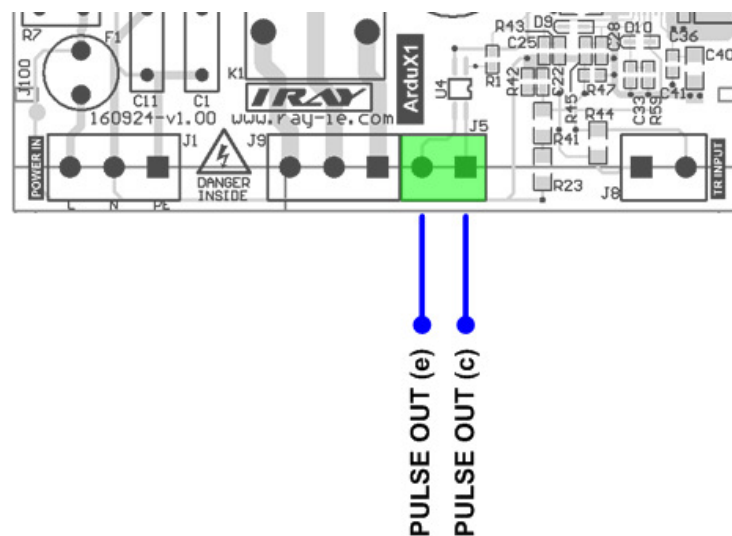 R7
F1
J100
C11
C1
K1
IRAY
160924-v1.00
www.ray-ie.com
ArduX1
R43
D9
C25
C28
D10
C36
C40
U4
R1
R42
C22
R47
R45
R44
C33
R59
C41
R41
R23
J1
J9
J5
J8
POWER IN
DANGER
INSIDE
TR INPUT
L N PE
PULSE OUT (e)
PULSE OUT (c)